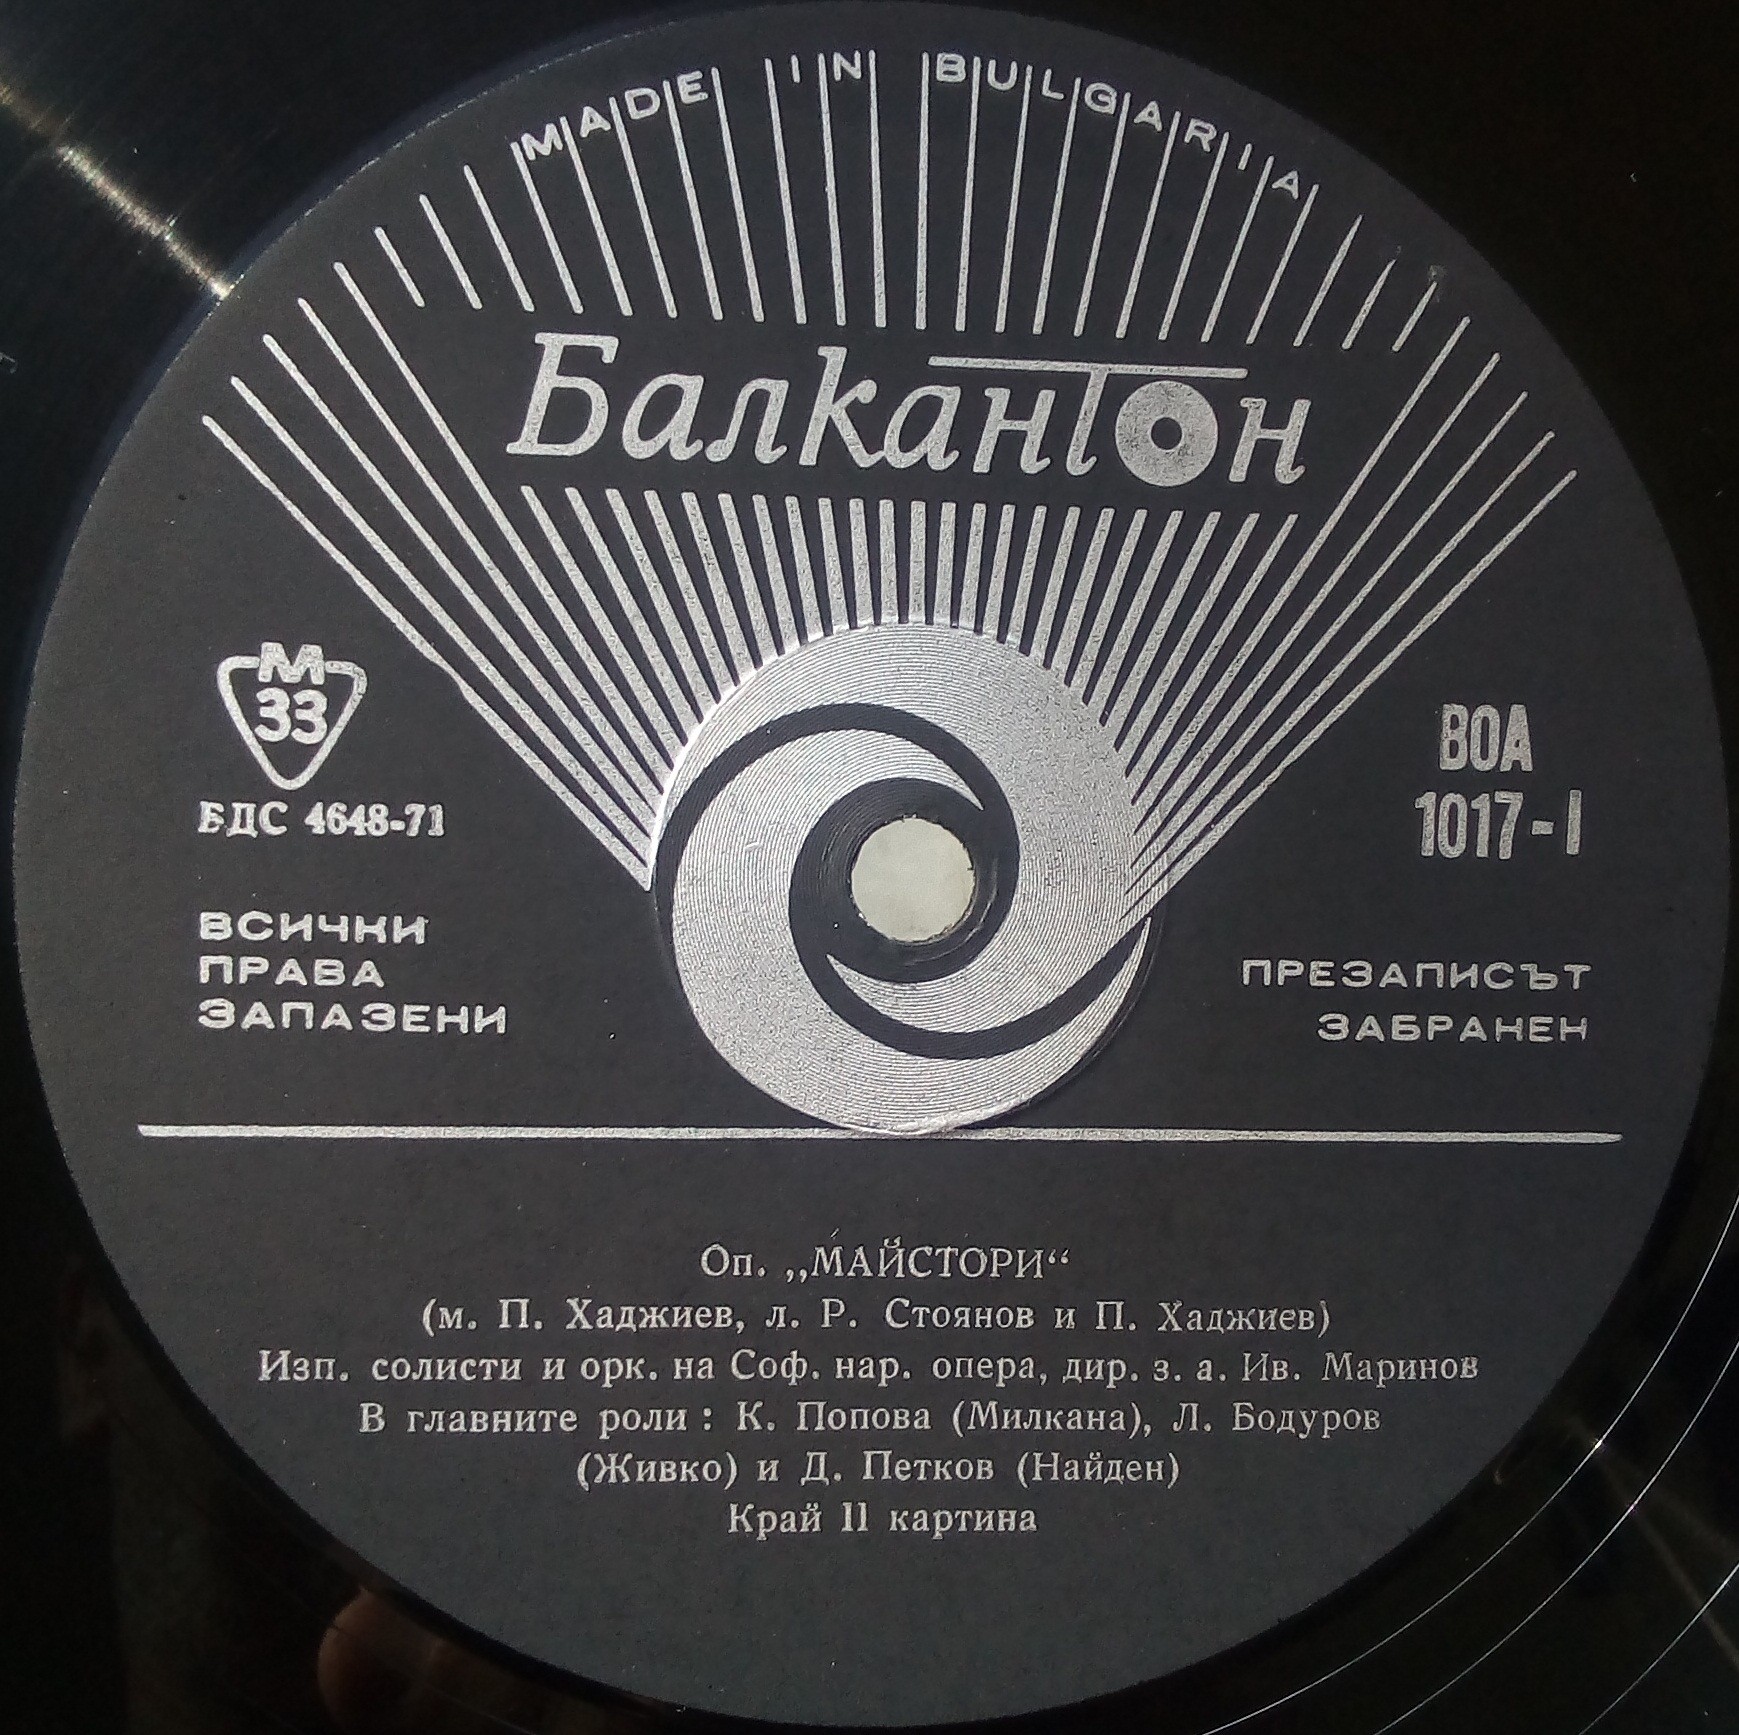 MADE IN BULGARIA
Балкантон
М
33
БДС 4648-71
ВСИЧКИ
ПРАВА
ЗАПАЗЕНИ
ВОА
1017-I
ПРЕЗАПИСЪТ
ЗАБРАНЕН
Оп. „МАЙСТОРИ“
(м. П. Хаджиев, л. Р. Стоянов и П. Хаджиев)
Изп. солисти и орк. на Соф. нар. опера, дир. з. а. Ив. Маринов
В главните роли : К. Попова (Милкана), Л. Бодуров
(Живко) и Д. Петков (Найден)
Край II картина